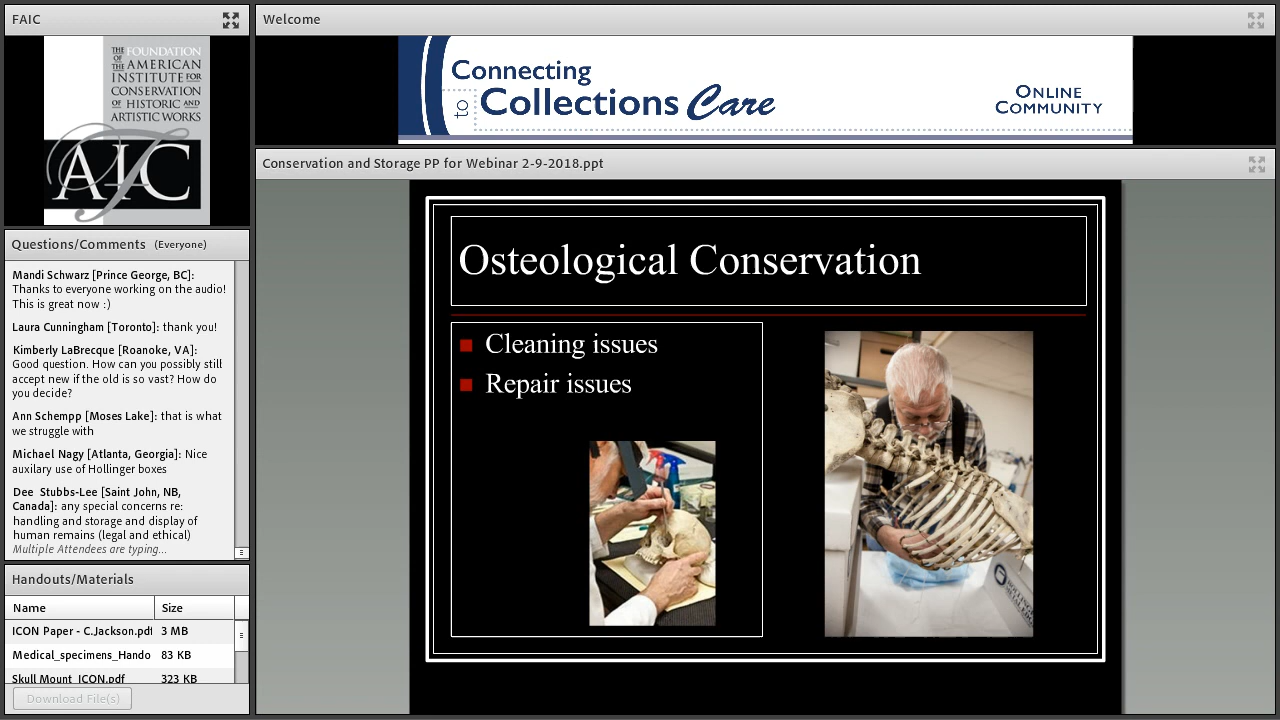 FAIC
THE FOUNDATION
OF THE AMERICAN
INSTITUTE FOR
CONSERVATION
OF HISTORIC AND
ARTISTIC WORKS
AIC
Welcome
Connecting
to Collections Care
ONLINE
COMMUNITY
Questions/Comments (Everyone)
Mandi Schwarz [Prince George, BC]:
Thanks to everyone working on the audio!
This is great now :)
Laura Cunningham [Toronto]: thank you!
Kimberly LaBrecque [Roanoke, VA]:
Good question. How can you possibly still
accept new if the old is so vast? How do
you decide?
Ann Schempp [Moses Lake]: that is what
we struggle with
Michael Nagy [Atlanta, Georgia]: Nice
auxilary use of Hollinger boxes
Dee Stubbs-Lee [Saint John, NB,
Canada]: any special concerns re:
handling and storage and display of
human remains (legal and ethical)
Multiple Attendees are typing...
Handouts/Materials
Name Size
ICON Paper - C.Jackson.pdf 3 MB
Medical_specimens_Hando 83 KB
Skull Mount_ICON.pdf 323 KB
Download File(s)
Conservation and Storage PP for Webinar 2-9-2018.ppt
Osteological Conservation
Cleaning issues
Repair issues